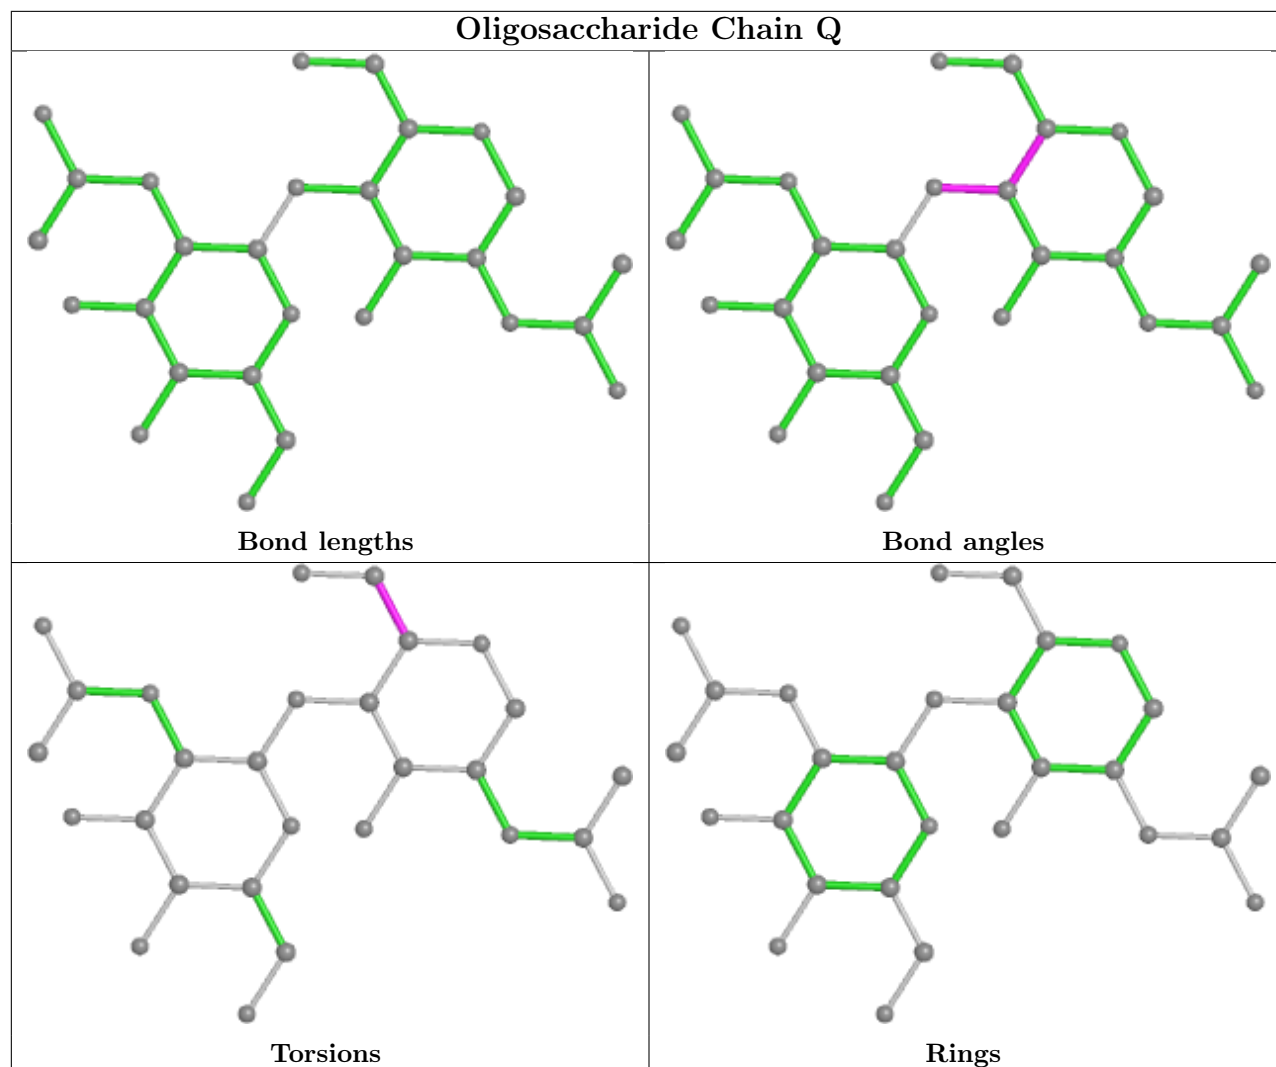 Oligosaccharide Chain Q
Bond lengths
Bond angles
Torsions
Rings